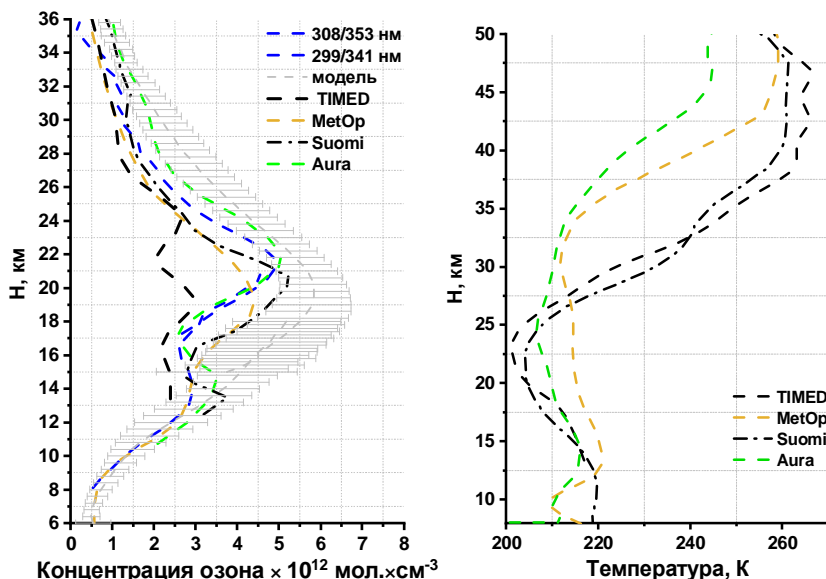 36
34
32
30
28
26
24
22
20
18
16
14
12
10
8
6
Н, км
308/353 нм
299/341 нм
модель
TIMED
MetOp
Suomi
Aura
0 1 2 3 4 5 6 7 8
Концентрация озона × 10¹² мол.×см⁻³
50
45
40
35
30
25
20
15
10
Н, км
TIMED
MetOp
Suomi
Aura
200 220 240 260
Температура, К